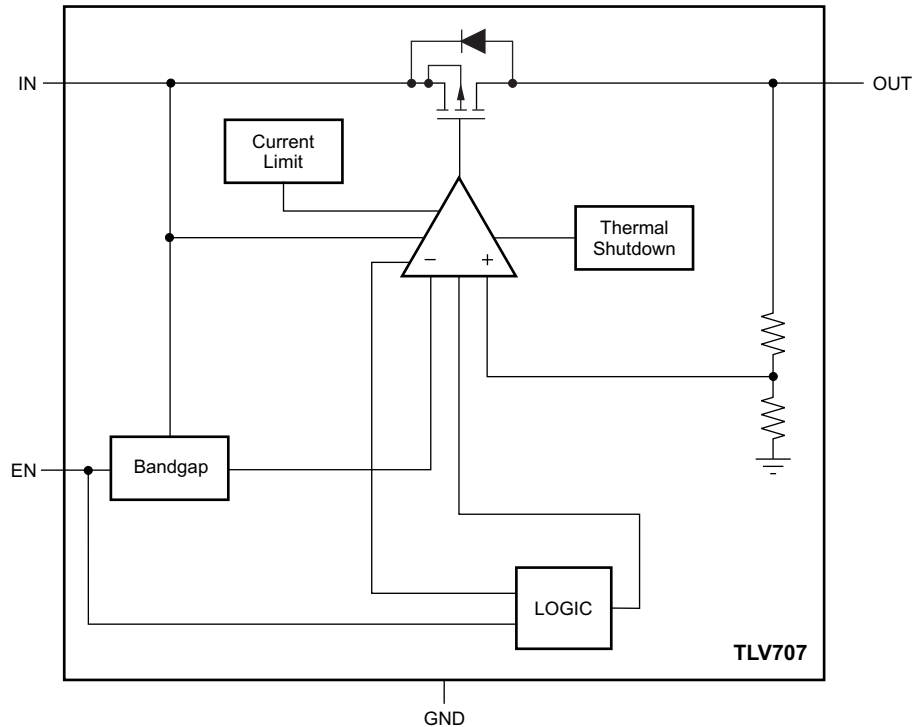 IN
OUT
Current
Limit
Thermal
Shutdown
−
+
EN
Bandgap
LOGIC
TLV707
GND